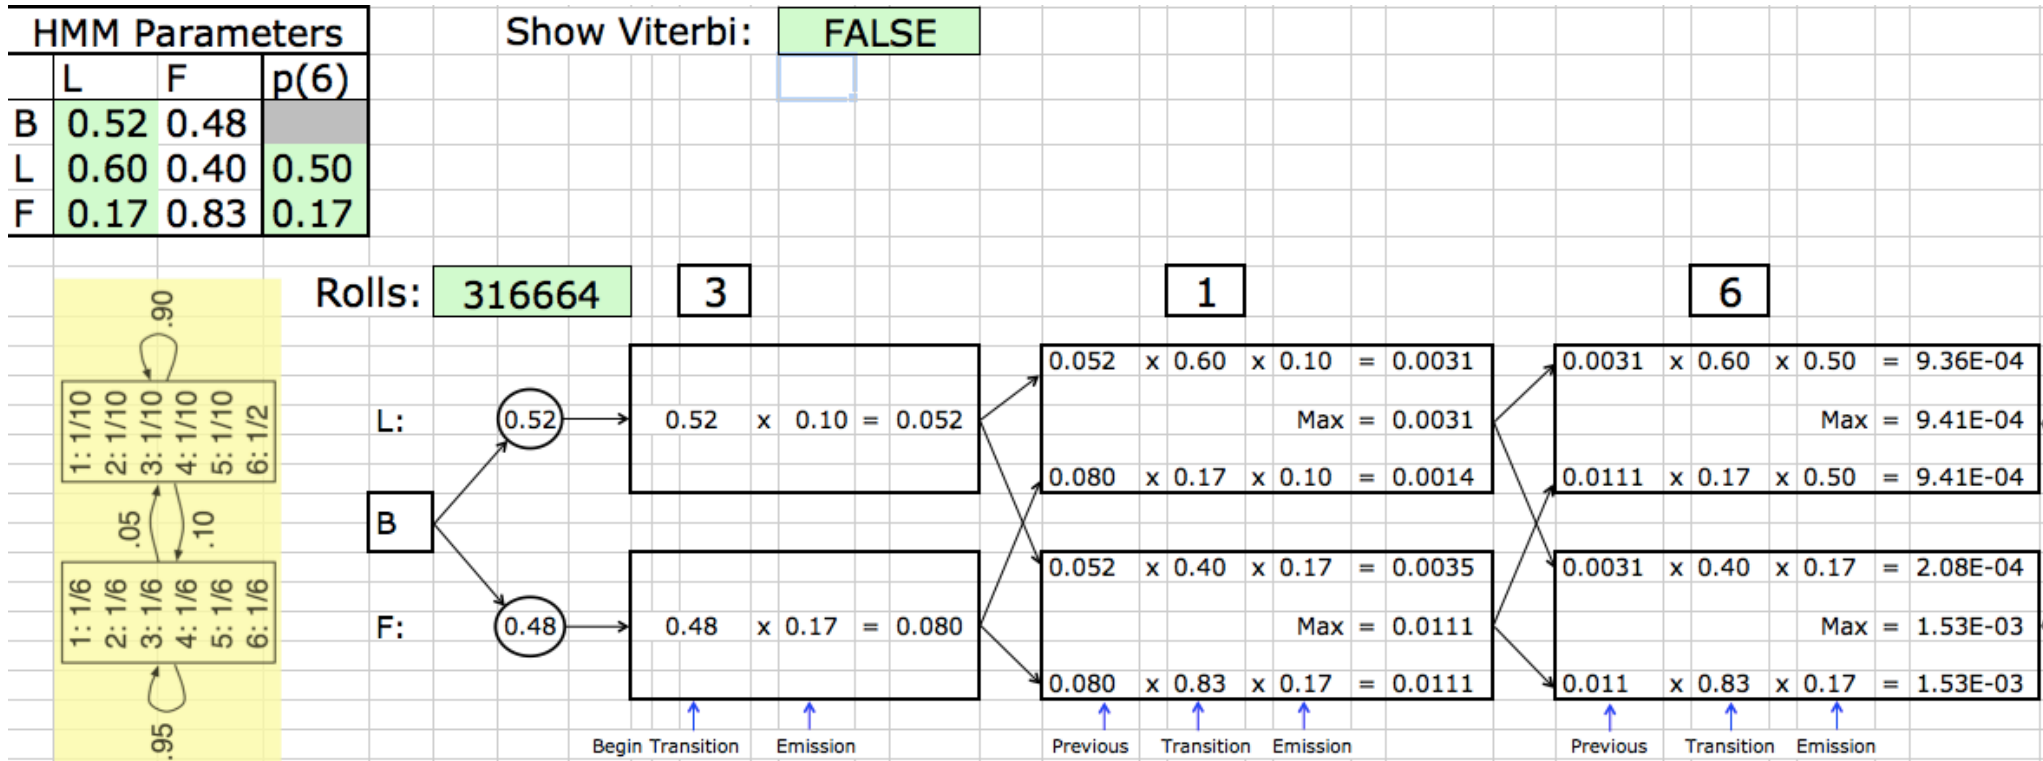 HMM Parameters
Show Viterbi: FALSE
L F p(6)
B 0.52 0.48
L 0.60 0.40 0.50
F 0.17 0.83 0.17
Rolls: 316664 3 1 6
.90
1: 1/10
2: 1/10
3: 1/10
4: 1/10
5: 1/10
6: 1/2
.05
.10
1: 1/6
2: 1/6
3: 1/6
4: 1/6
5: 1/6
6: 1/6
.95
0.052 x 0.60 x 0.10 = 0.0031
0.0031 x 0.60 x 0.50 = 9.36E-04
L: 0.52 0.52 x 0.10 = 0.052
Max = 0.0031
Max = 9.41E-04
0.080 x 0.17 x 0.10 = 0.0014
0.0111 x 0.17 x 0.50 = 9.41E-04
B
0.052 x 0.40 x 0.17 = 0.0035
0.0031 x 0.40 x 0.17 = 2.08E-04
F: 0.48 0.48 x 0.17 = 0.080
Max = 0.0111
Max = 1.53E-03
0.080 x 0.83 x 0.17 = 0.0111
0.011 x 0.83 x 0.17 = 1.53E-03
Begin Transition Emission
Previous Transition Emission
Previous Transition Emission